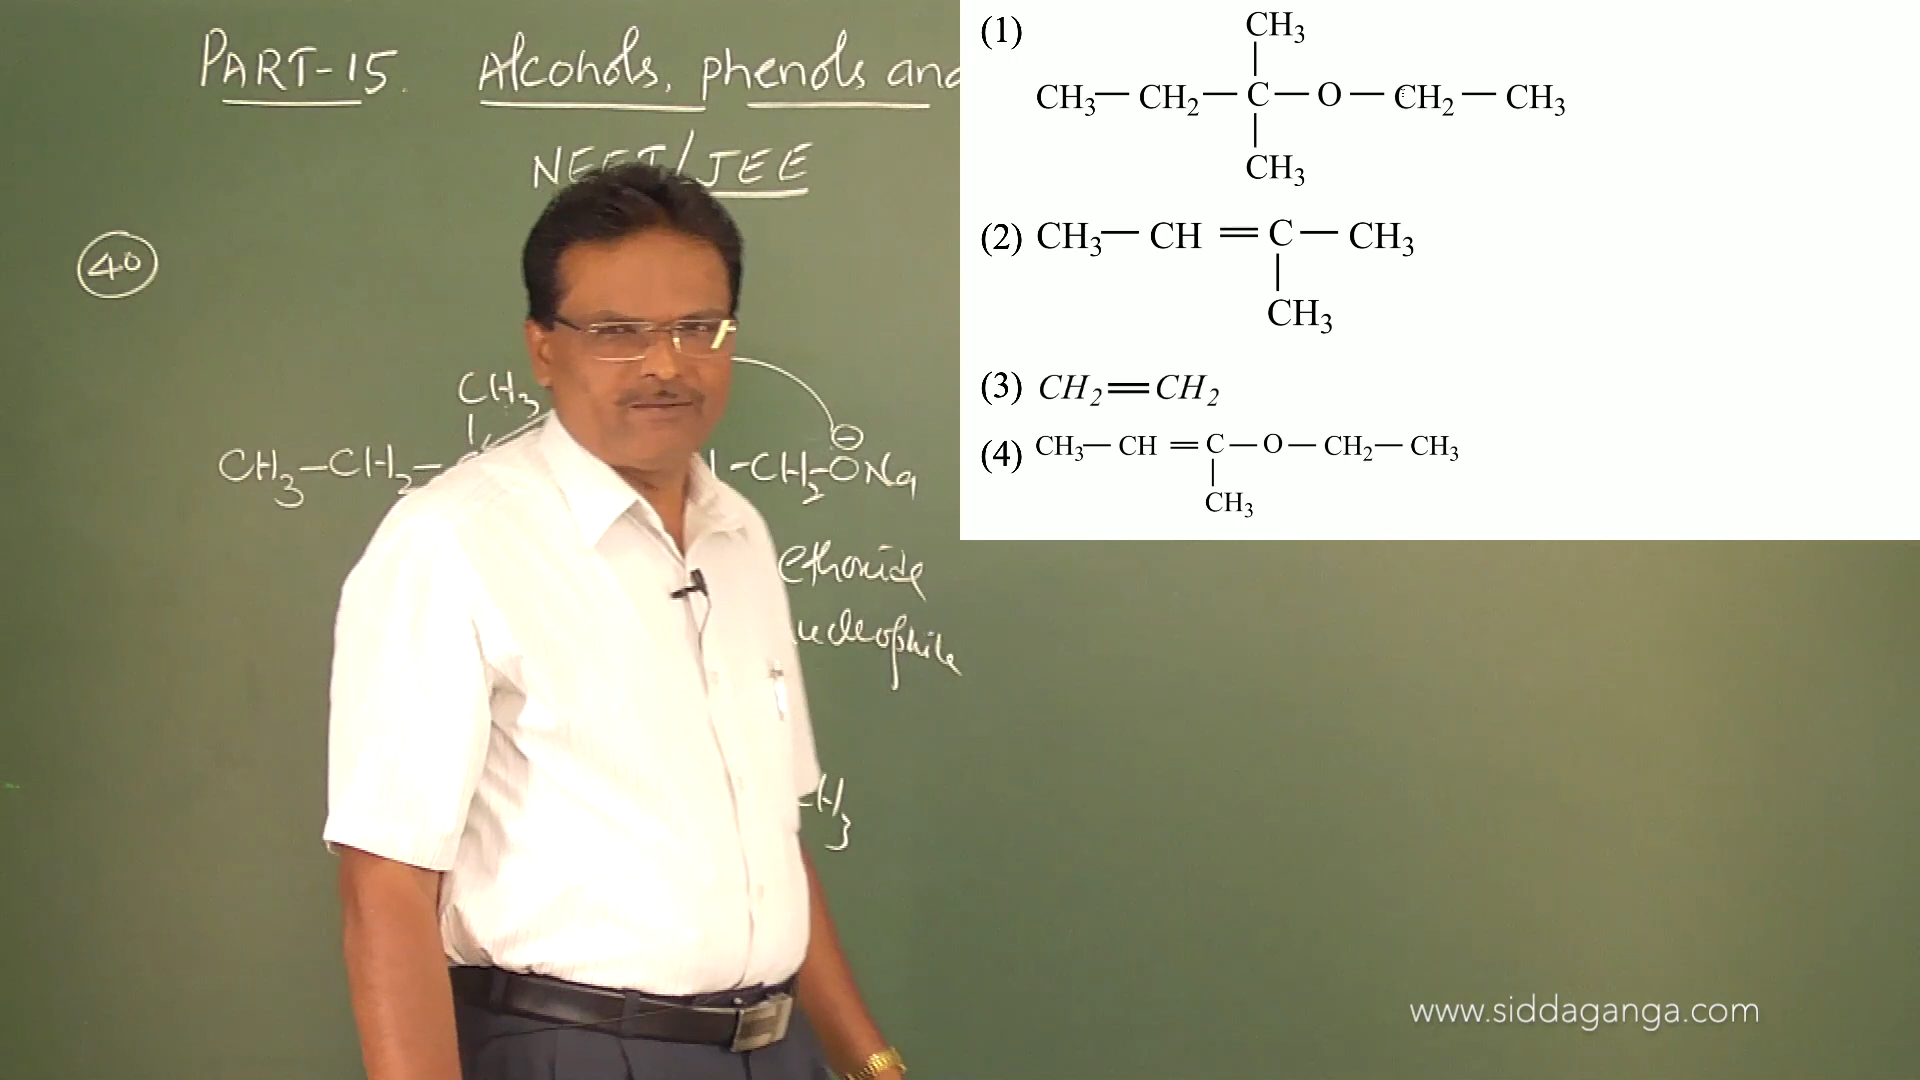 PART-15. Alcohols, phenols and
NEET/JEE
40
CH3
CH3-CH2- -CH2-ONa
⊖
ethoxide
H3
(1) CH3
CH3—CH2—C—O—CH2—CH3
CH3
(2) CH3—CH=C—CH3
CH3
(3) CH2=CH2
(4) CH3—CH=C—O—CH2—CH3
CH3
www.siddaganga.com